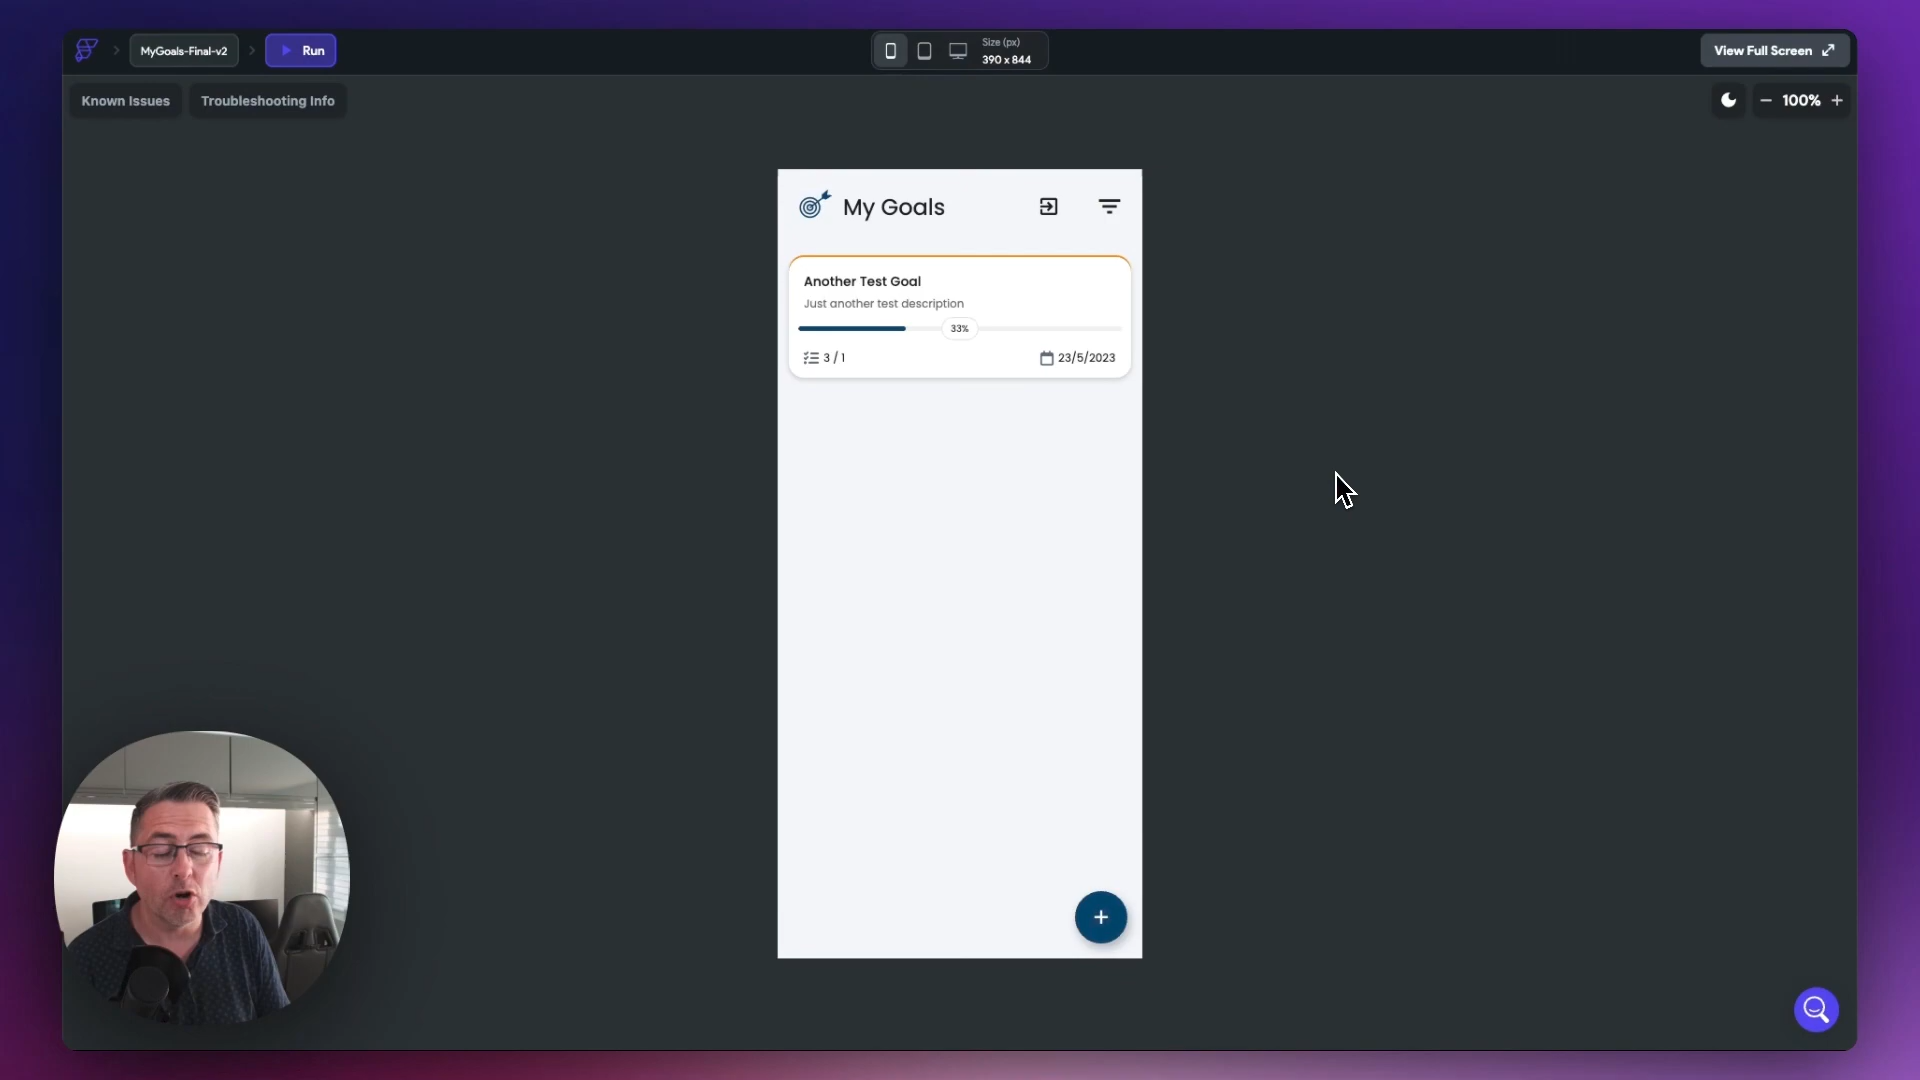 MyGoals-Final-v2
Run
Size (px)
390 x 844
View Full Screen
Known Issues
Troubleshooting Info
100%
My Goals
Another Test Goal
Just another test description
33%
3 / 1
23/5/2023